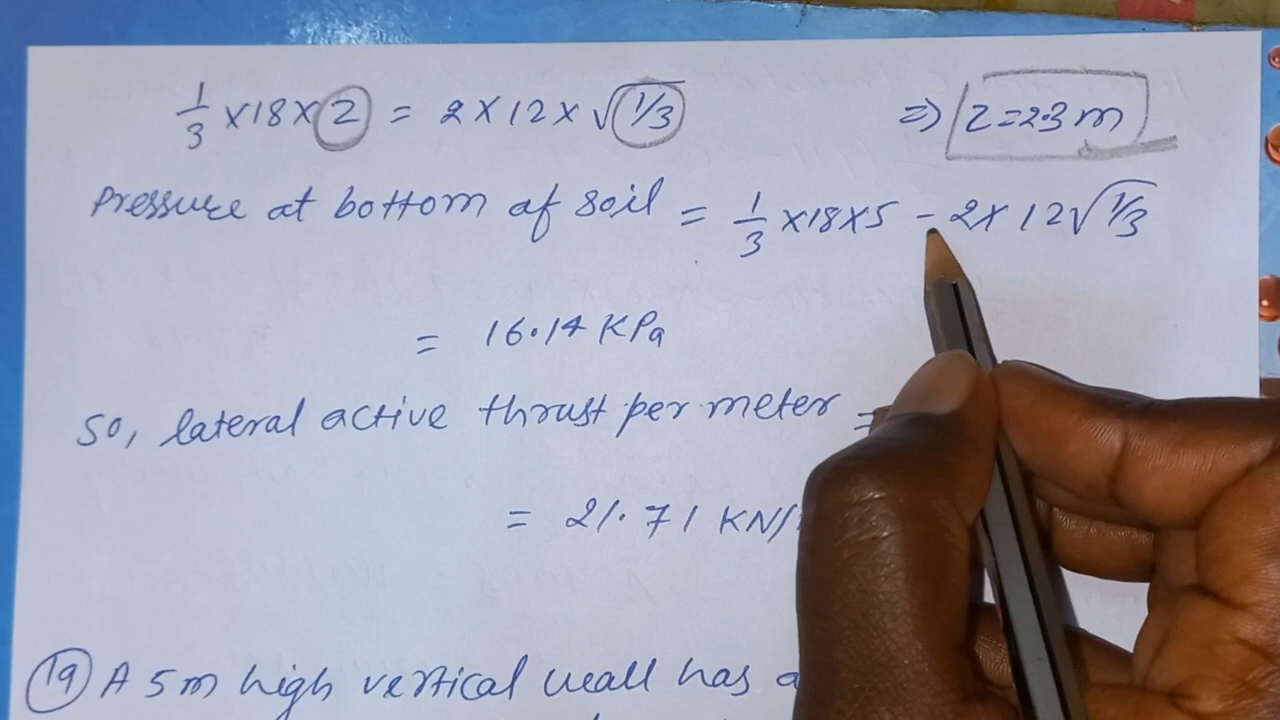 1/3 × 18 × Z = 2 × 12 × √(1/3) ⇒ Z = 2.3 m
Pressure at bottom of soil = 1/3 × 18 × 5 - 2 × 12 √(1/3)
= 16.14 KPa
So, lateral active thrust per meter =
= 21.71 KN/
(19) A 5m high vertical wall has a